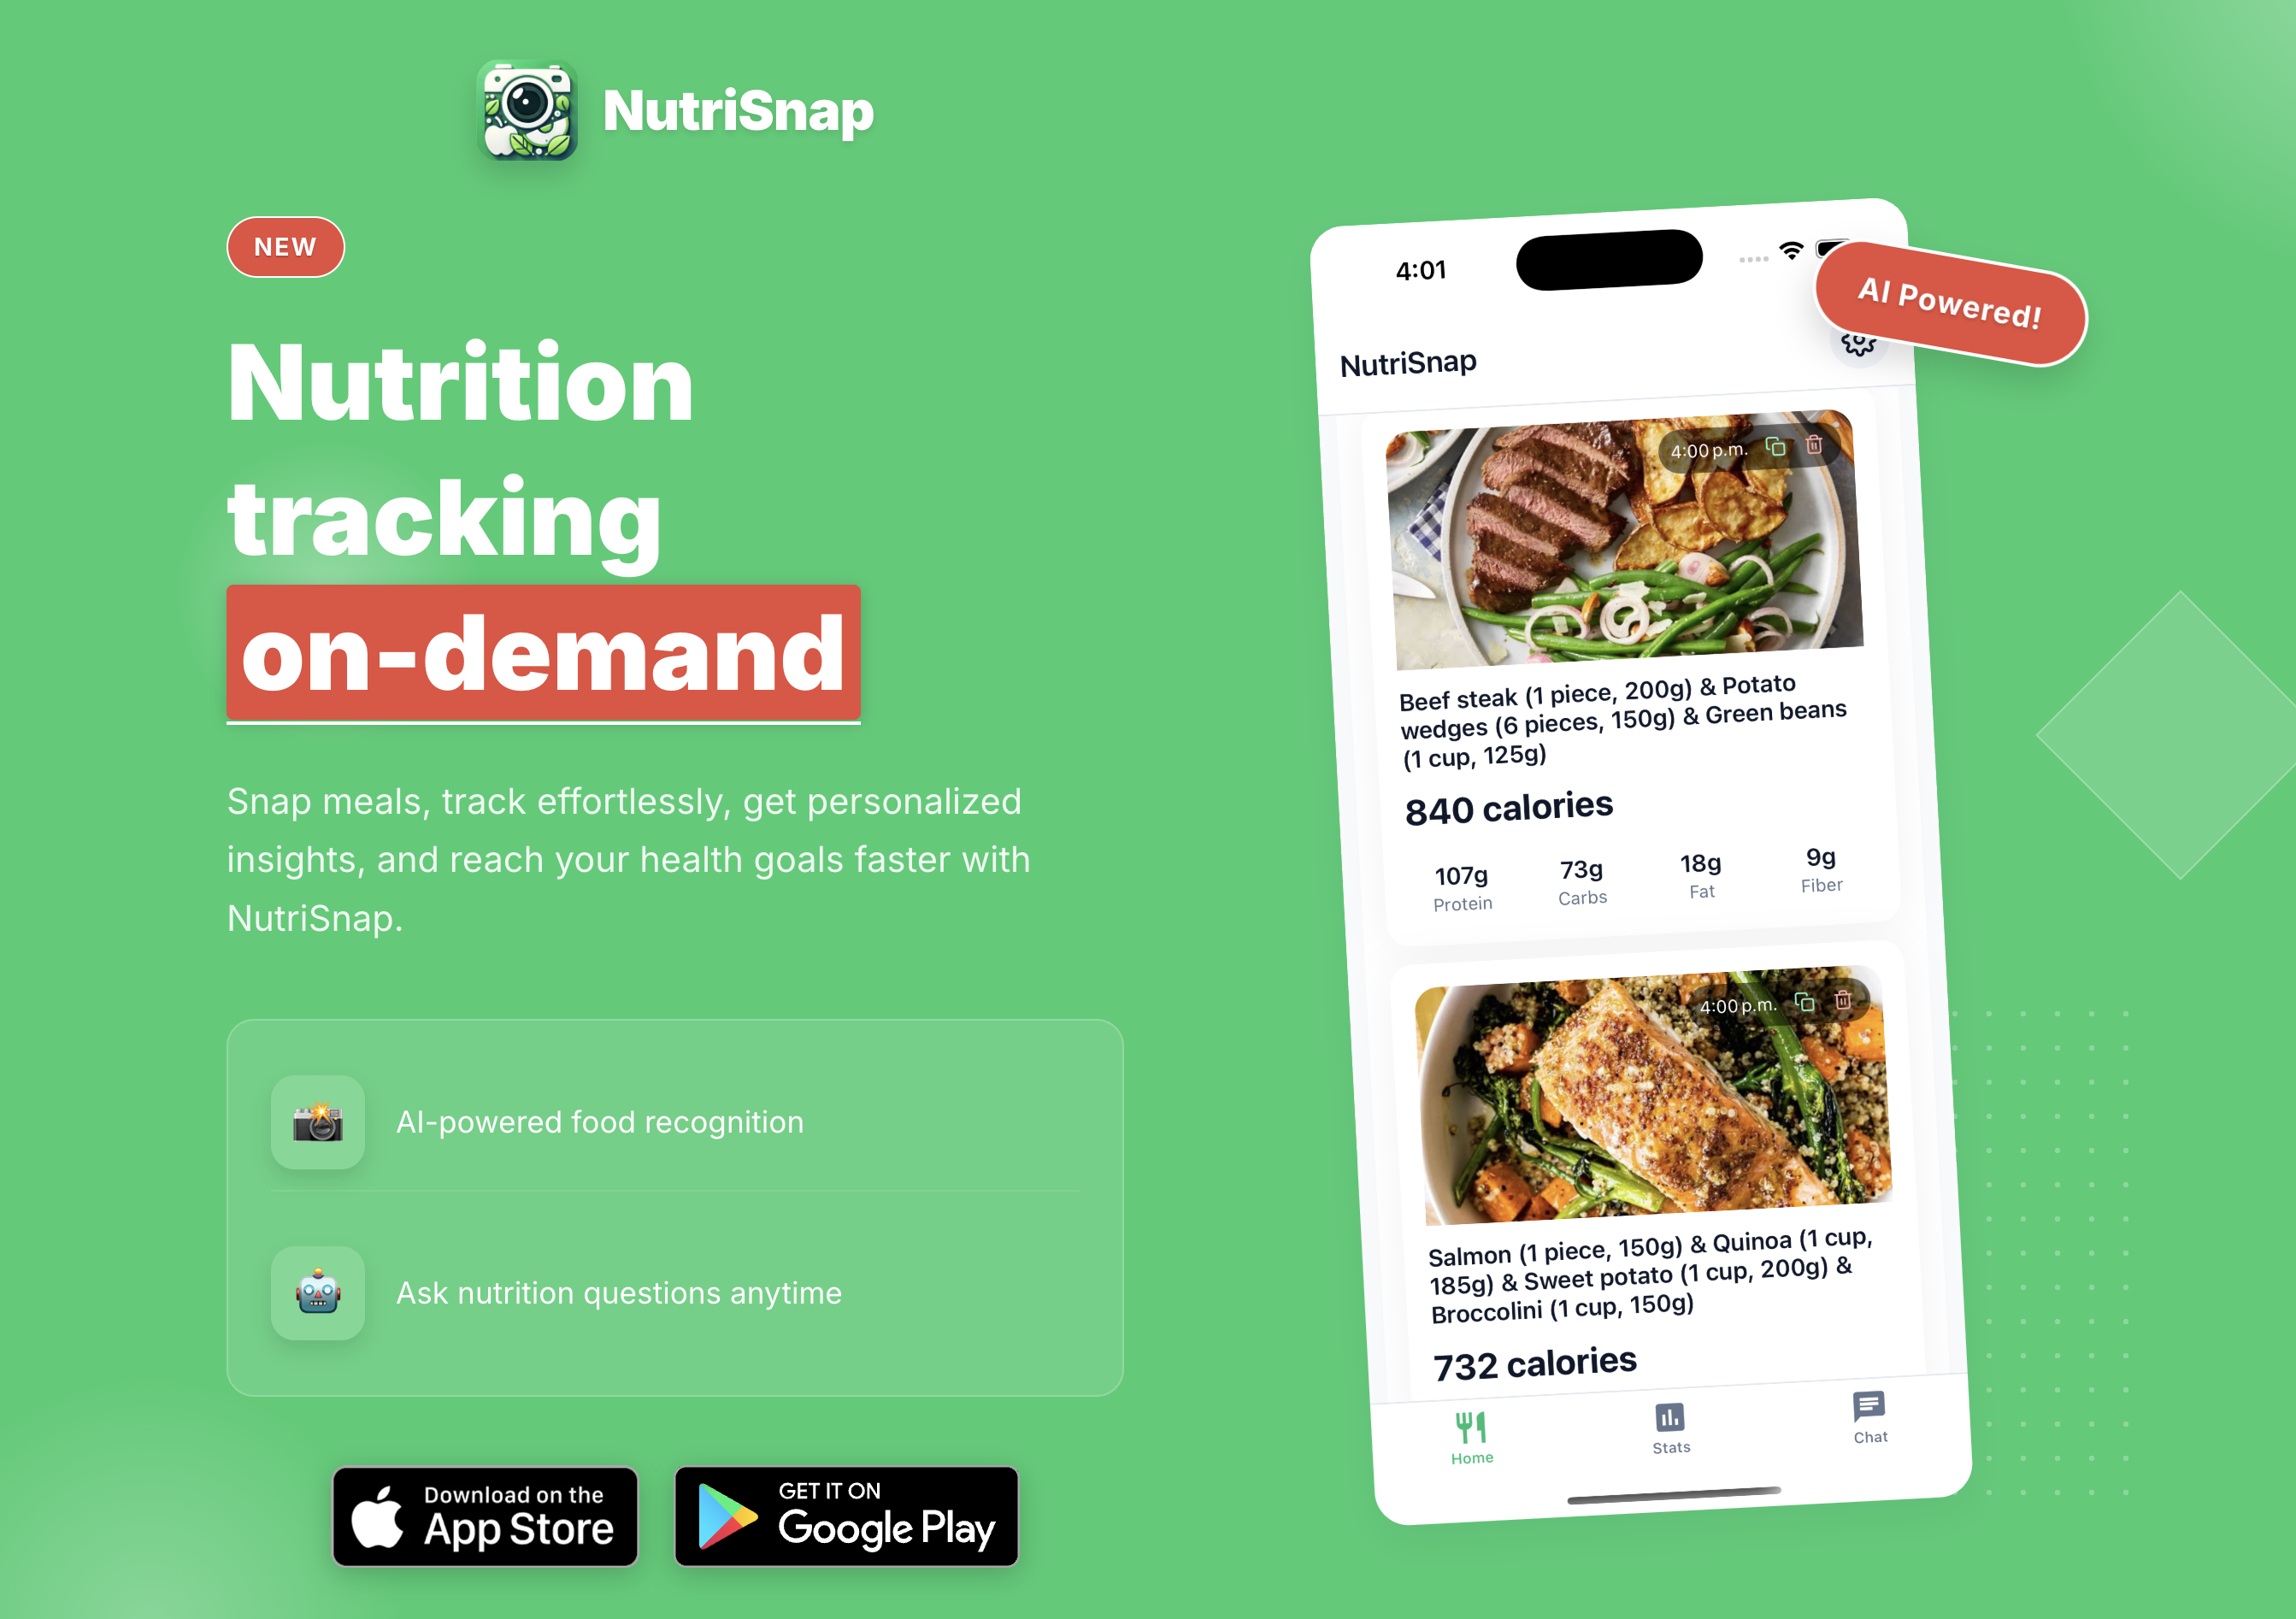 NutriSnap
NEW
Nutrition
tracking
on-demand
Snap meals, track effortlessly, get personalized
insights, and reach your health goals faster with
NutriSnap.
AI-powered food recognition
Ask nutrition questions anytime
Download on the
App Store
GET IT ON
Google Play
4:01
AI Powered!
NutriSnap
4:00 p.m.
Beef steak (1 piece, 200g) & Potato
wedges (6 pieces, 150g) & Green beans
(1 cup, 125g)
840 calories
107g 73g 18g 9g
Protein Carbs Fat Fiber
4:00 p.m.
Salmon (1 piece, 150g) & Quinoa (1 cup,
185g) & Sweet potato (1 cup, 200g) &
Broccolini (1 cup, 150g)
732 calories
Home Stats Chat